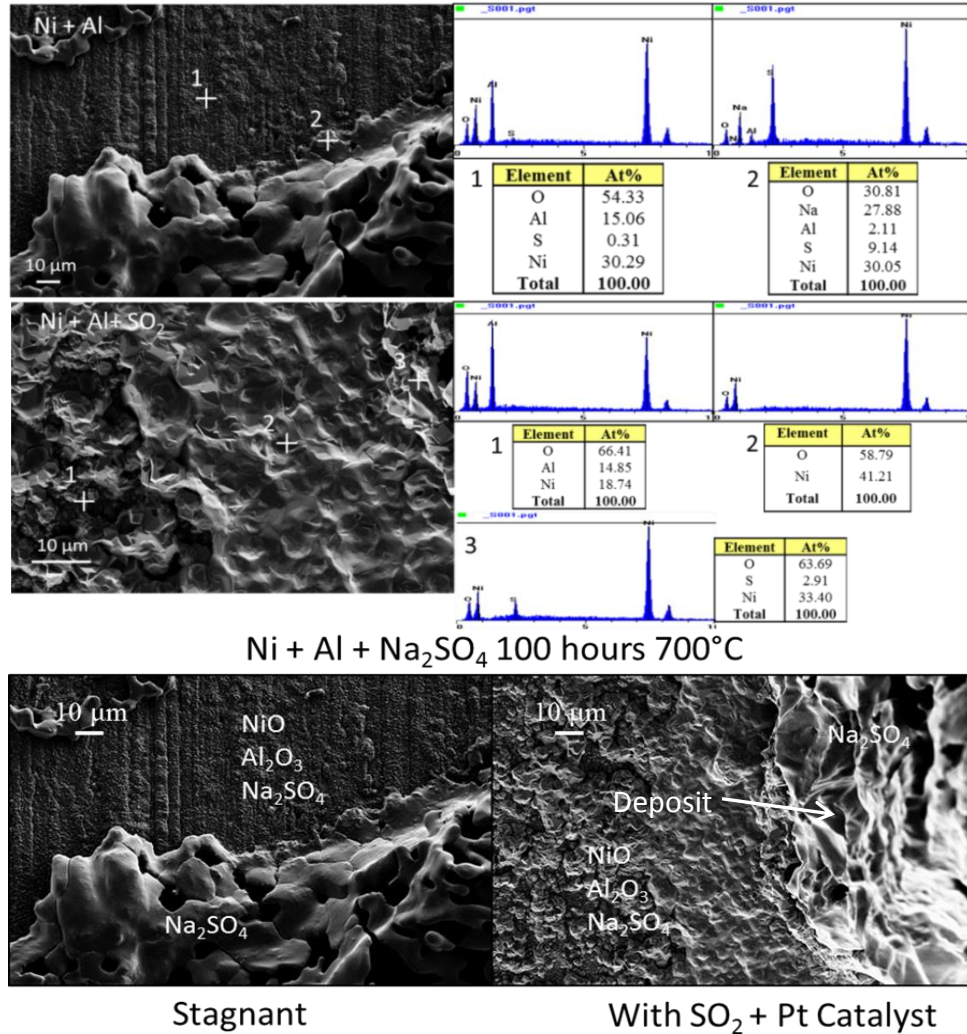 Ni + Al
1
2
10 µm
_S001.pgt
Ni
Al
Ni
O
S
0
5
1
_S001.pgt
Ni
S
Na
O
Al
0
5
1
Element At%
O 54.33
Al 15.06
S 0.31
Ni 30.29
Total 100.00
2
Element At%
O 30.81
Na 27.88
Al 2.11
S 9.14
Ni 30.05
Total 100.00
Ni + Al+ SO₂
3
2
1
10 µm
_S001.pgt
Al
Ni
O
Ni
5
_S001.pgt
Ni
Ni
O
5
1
Element At%
O 66.41
Al 14.85
Ni 18.74
Total 100.00
2
Element At%
O 58.79
Ni 41.21
Total 100.00
_S001.pgt
3
Ni
Ni
O
S
0
5
Element At%
O 63.69
S 2.91
Ni 33.40
Total 100.00
Ni + Al + Na₂SO₄ 100 hours 700°C
10 µm
NiO
Al₂O₃
Na₂SO₄
Na₂SO₄
10 µm
Na₂SO₄
Deposit
NiO
Al₂O₃
Na₂SO₄
Stagnant
With SO₂ + Pt Catalyst